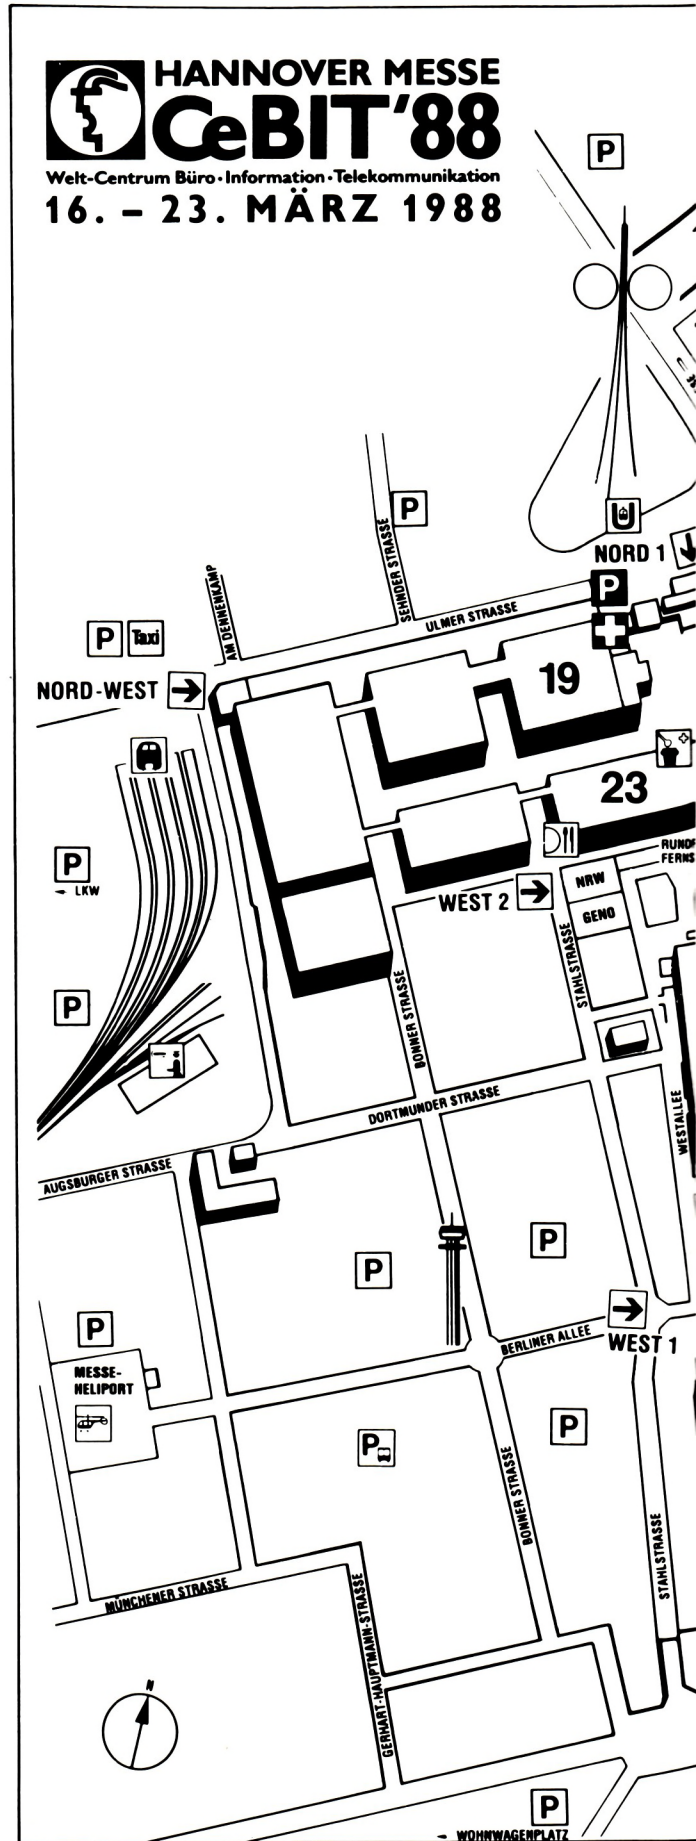 HANNOVER MESSE
CeBIT'88
Welt-Centrum Büro·Information·Telekommunikation
16. – 23. MÄRZ 1988
P
P
SEHNDER STRASSE
U
NORD 1
AM DENNENKAMP
P
ULMER STRASSE
P Taxi
NORD-WEST
19
23
P
← LKW
WEST 2
NRW
GENO
STAHLSTRASSE
P
BONNER STRASSE
DORTMUNDER STRASSE
WESTALLEE
AUGSBURGER STRASSE
P
P
P
BERLINER ALLEE
WEST 1
MESSE-
HELIPORT
P
P
BONNER STRASSE
STAHLSTRASSE
MÜNCHENER STRASSE
GERHART-HAUPTMANN-STRASSE
N
P
← WOHNWAGENPLATZ